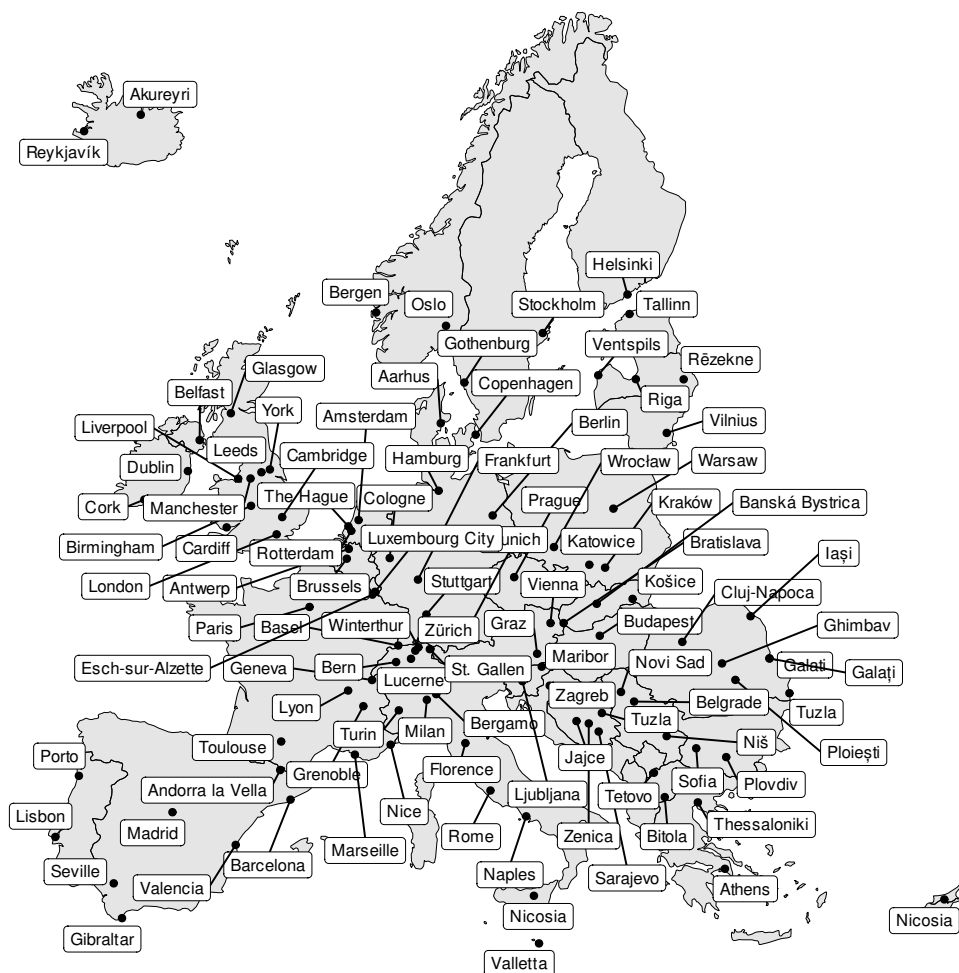 Akureyri
Reykjavík
Helsinki
Bergen
Oslo
Stockholm
Tallinn
Gothenburg
Ventspils
Rēzekne
Glasgow
Aarhus
Copenhagen
Belfast
Riga
York
Amsterdam
Berlin
Vilnius
Liverpool
Leeds
Cambridge
Hamburg
Frankfurt
Wrocław
Warsaw
Dublin
The Hague
Cologne
Prague
Kraków
Banská Bystrica
Cork
Manchester
Luxembourg City
Birmingham
Cardiff
Rotterdam
Katowice
Bratislava
Iași
London
Antwerp
Brussels
Stuttgart
Vienna
Košice
Cluj-Napoca
Paris
Basel
Winterthur
Zürich
Graz
Budapest
Ghimbav
Esch-sur-Alzette
Geneva
Bern
St. Gallen
Maribor
Novi Sad
Galati
Galați
Lucerne
Lyon
Zagreb
Belgrade
Tuzla
Turin
Milan
Bergamo
Tuzla
Toulouse
Niš
Ploiești
Porto
Grenoble
Florence
Jajce
Andorra la Vella
Ljubljana
Tetovo
Sofia
Plovdiv
Lisbon
Madrid
Nice
Thessaloniki
Marseille
Rome
Zenica
Bitola
Seville
Valencia
Barcelona
Naples
Sarajevo
Athens
Gibraltar
Nicosia
Nicosia
Valletta